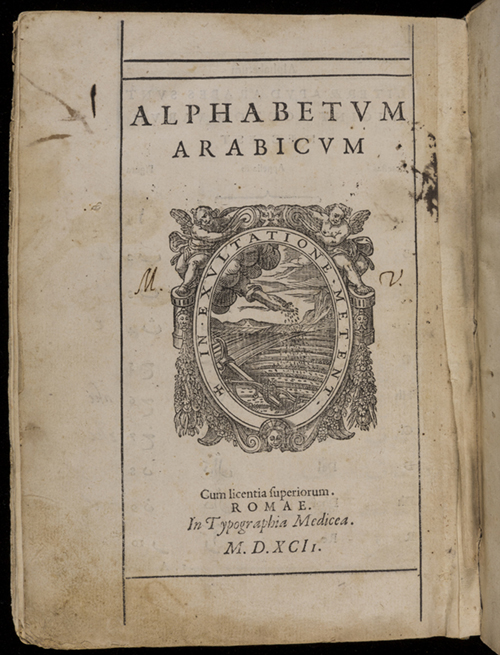 ALPHABETVM
ARABICVM
IN · EXVLTATIONE · METENT ·
M. V.
Cum licentia ſuperiorum.
ROMAE.
In Typographia Medicea.
M. D. XCII.